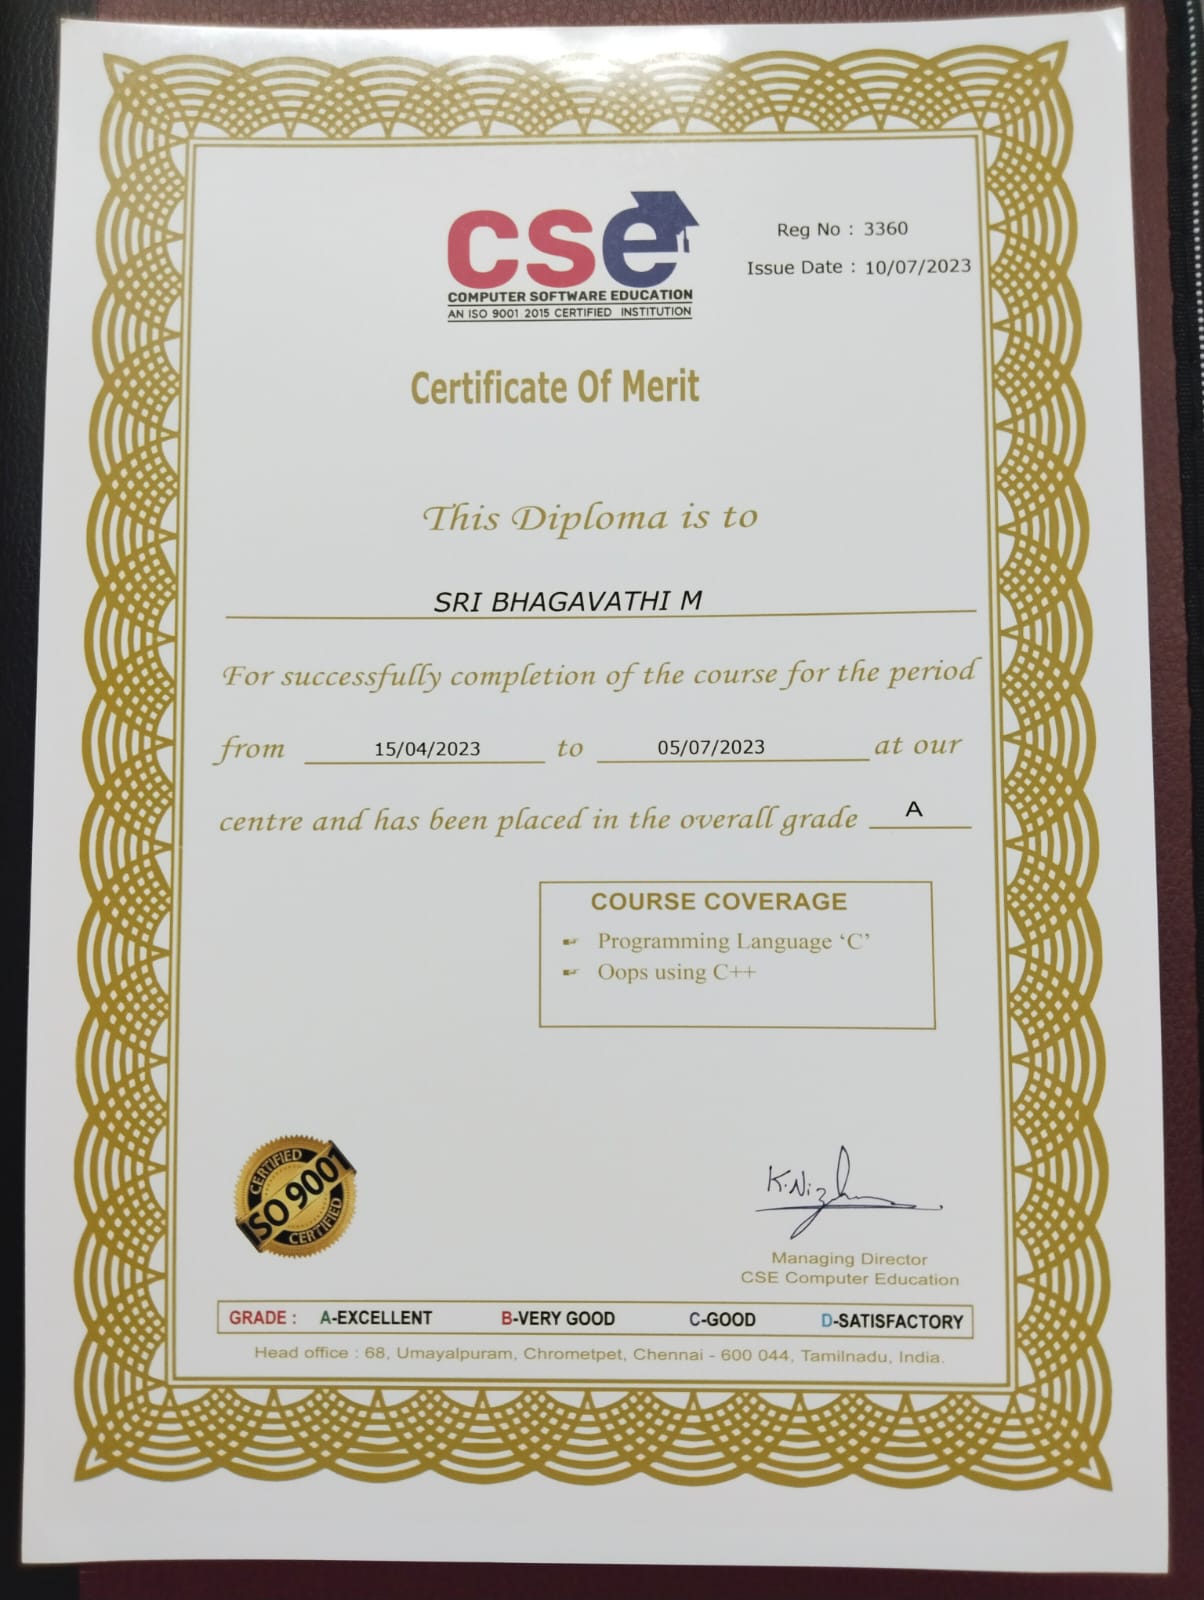 cse
COMPUTER SOFTWARE EDUCATION
AN ISO 9001 2015 CERTIFIED INSTITUTION
Reg No : 3360
Issue Date : 10/07/2023
Certificate Of Merit
This Diploma is to
SRI BHAGAVATHI M
For successfully completion of the course for the period
from 15/04/2023 to 05/07/2023 at our
centre and has been placed in the overall grade A
COURSE COVERAGE
Programming Language ‘C’
Oops using C++
CERTIFIED
ISO 9001
CERTIFIED
Managing Director
CSE Computer Education
GRADE : A-EXCELLENT B-VERY GOOD C-GOOD D-SATISFACTORY
Head office : 68, Umayalpuram, Chrometpet, Chennai - 600 044, Tamilnadu, India.